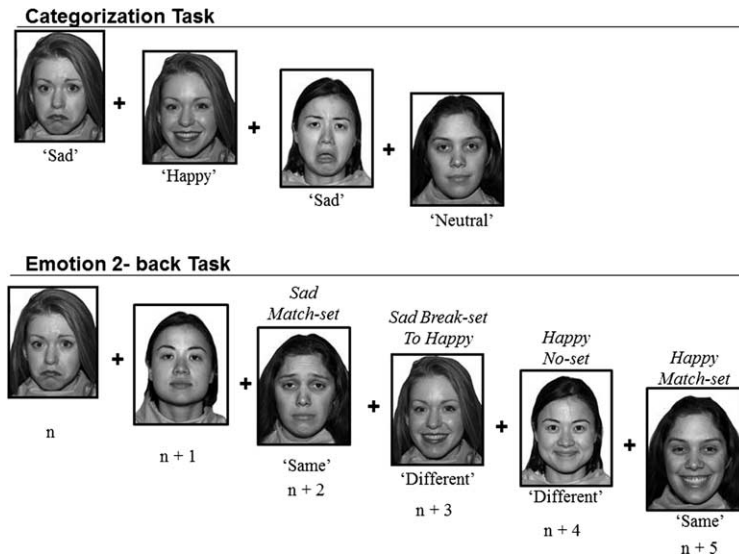 Categorization Task
+
+
+
'Sad'
'Happy'
'Sad'
'Neutral'
Emotion 2- back Task
Sad
Match-set
Sad Break-set
To Happy
Happy
No-set
Happy
Match-set
+
+
+
+
+
n
n + 1
'Same'
n + 2
'Different'
n + 3
'Different'
n + 4
'Same'
n + 5